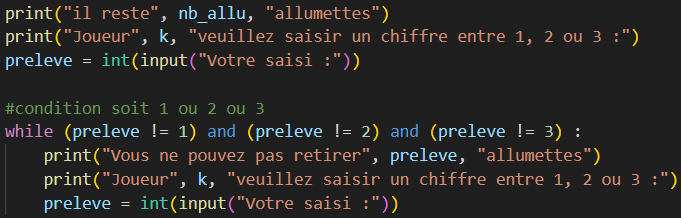 print("il reste", nb_allu, "allumettes")
print("Joueur", k, "veuillez saisir un chiffre entre 1, 2 ou 3 :")
preleve = int(input("Votre saisi :"))
#condition soit 1 ou 2 ou 3
while (preleve != 1) and (preleve != 2) and (preleve != 3) :
    print("Vous ne pouvez pas retirer", preleve, "allumettes")
    print("Joueur", k, "veuillez saisir un chiffre entre 1, 2 ou 3 :")
    preleve = int(input("Votre saisi :"))